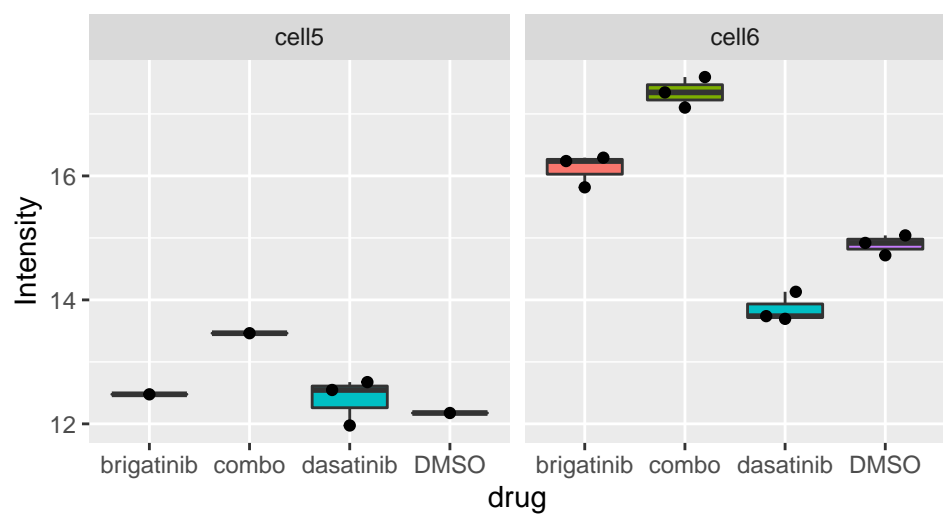 cell5 cell6
Intensity
16
14
12
brigatinib combo dasatinib DMSO brigatinib combo dasatinib DMSO
drug